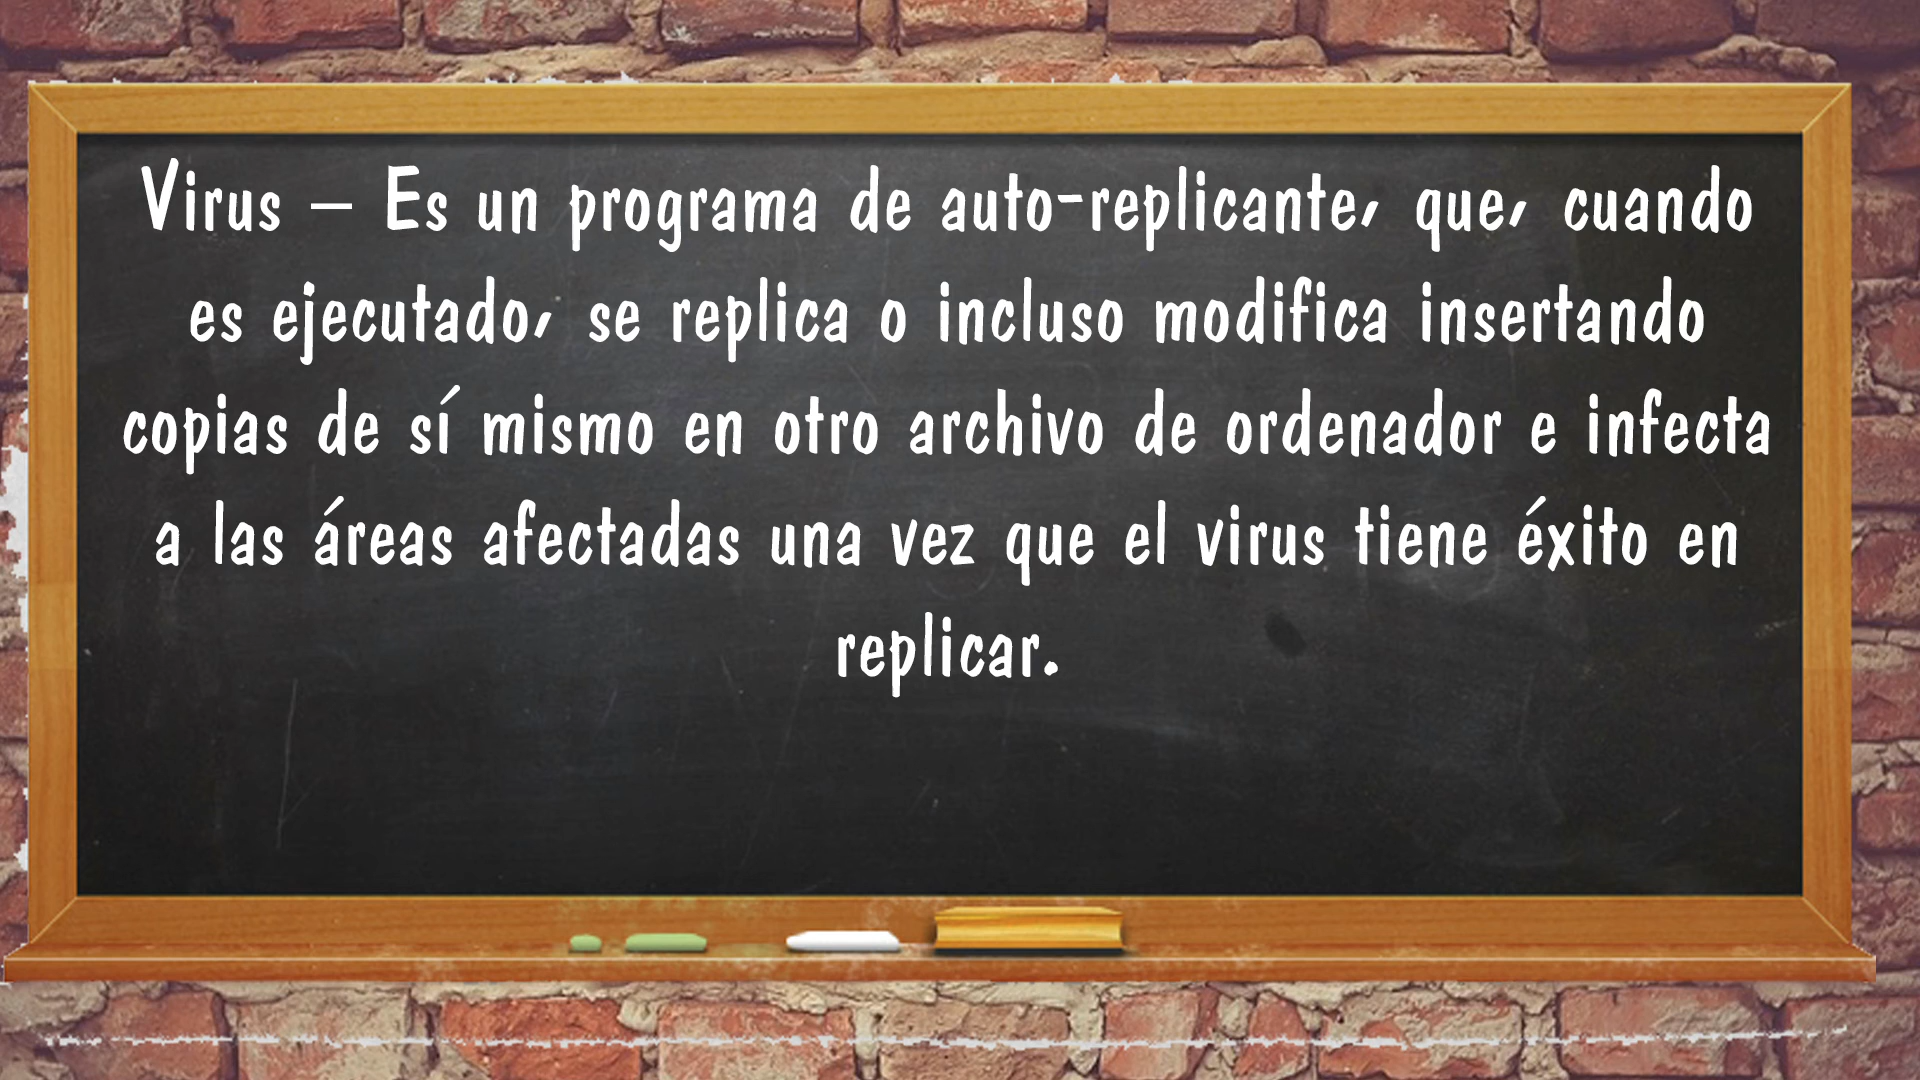 Virus – Es un programa de auto-replicante, que, cuando
es ejecutado, se replica o incluso modifica insertando
copias de sí mismo en otro archivo de ordenador e infecta
a las áreas afectadas una vez que el virus tiene éxito en
replicar.